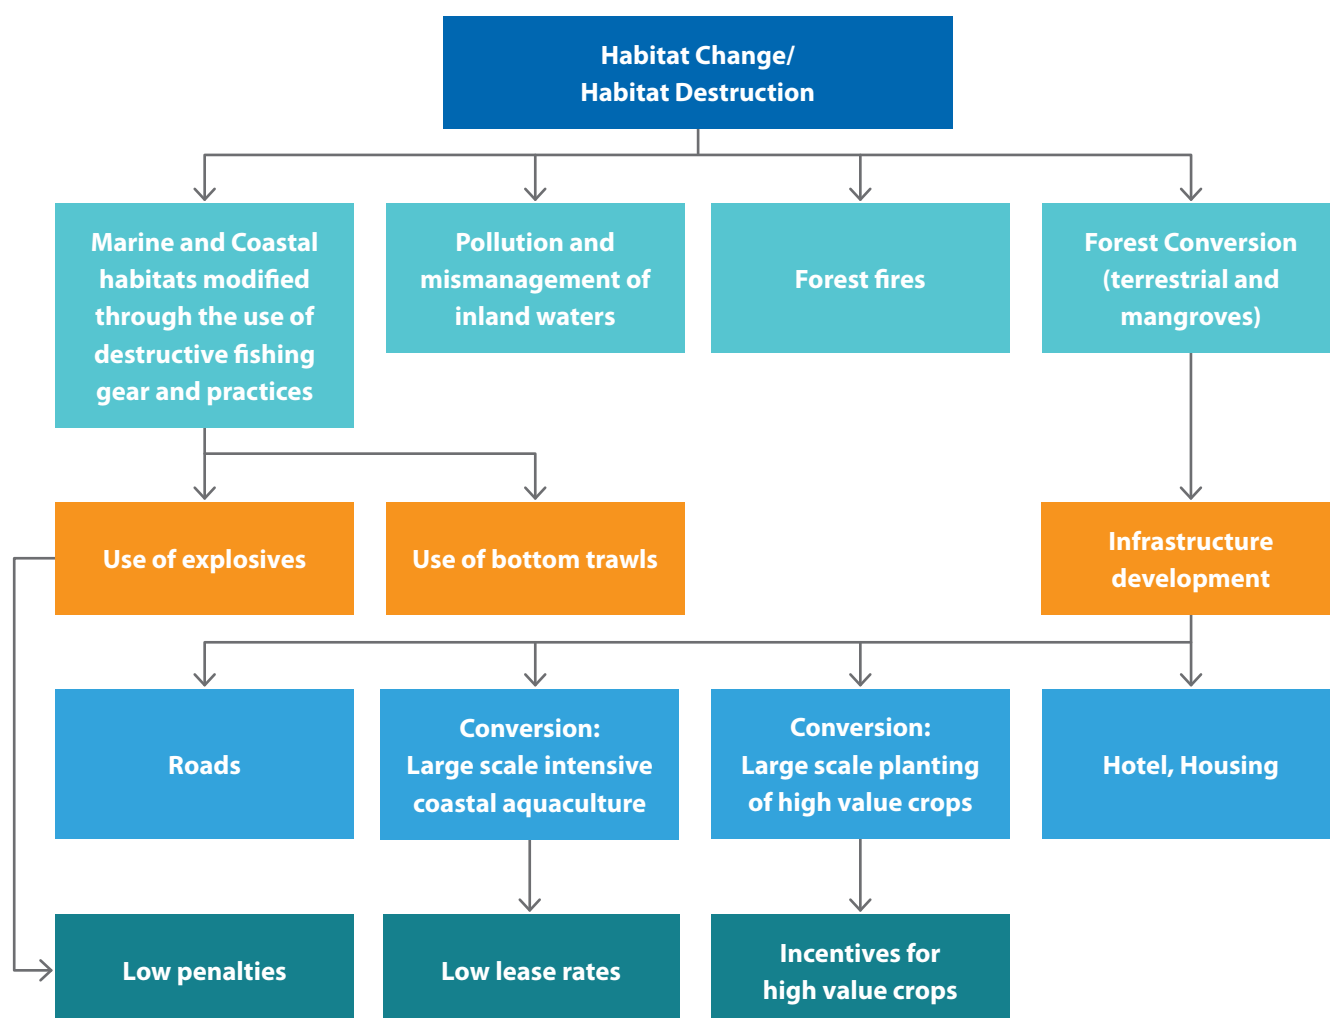 Habitat Change/
Habitat Destruction
Marine and Coastal
habitats modified
through the use of
destructive fishing
gear and practices
Pollution and
mismanagement of
inland waters
Forest fires
Forest Conversion
(terrestrial and
mangroves)
Use of explosives
Use of bottom trawls
Infrastructure
development
Roads
Conversion:
Large scale intensive
coastal aquaculture
Conversion:
Large scale planting
of high value crops
Hotel, Housing
Low penalties
Low lease rates
Incentives for
high value crops